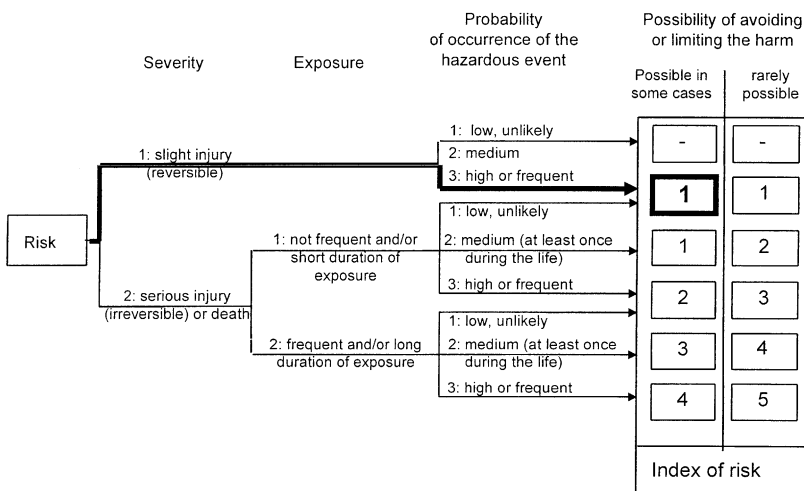 Probability
of occurrence of the
hazardous event
Possibility of avoiding
or limiting the harm
Severity
Exposure
Possible in
some cases
rarely
possible
1: low, unlikely
- -
1: slight injury
(reversible)
2: medium
3: high or frequent
1 1
1: low, unlikely
Risk
1: not frequent and/or
short duration of
exposure
2: medium (at least once
during the life)
1 2
2: serious injury
(irreversible) or death
3: high or frequent
2 3
1: low, unlikely
2: frequent and/or long
duration of exposure
2: medium (at least once
during the life)
3 4
3: high or frequent
4 5
Index of risk